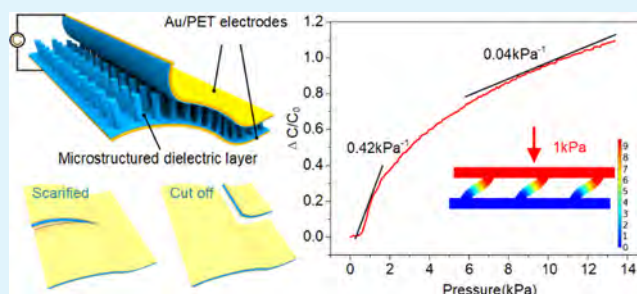 Au/PET electrodes
C
Microstructured dielectric layer
Scarified
Cut off
Δ C/C0
1.2
1.0
0.8
0.6
0.4
0.2
0.0
0.04kPa-1
0.42kPa-1
1kPa
9
8
7
6
5
4
3
2
1
0
0 2 4 6 8 10 12 14
Pressure(kPa)